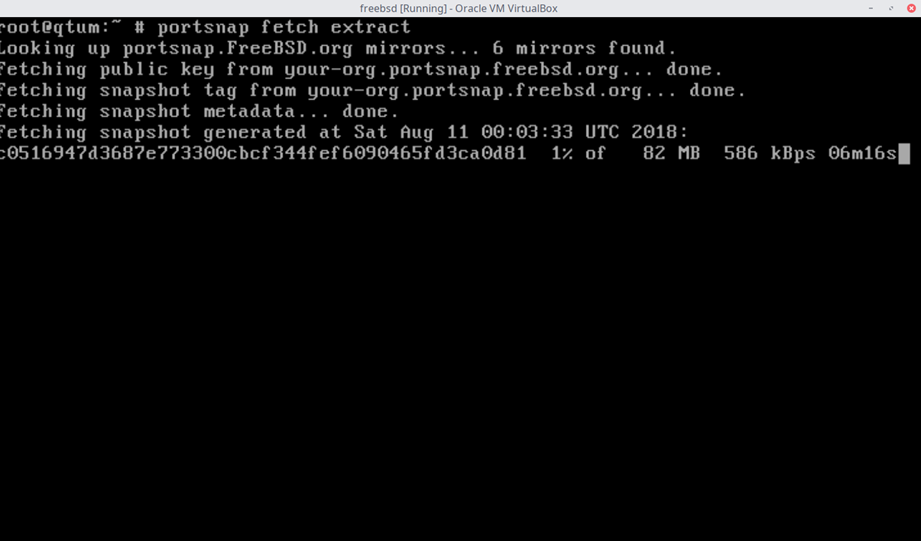 freebsd [Running] - Oracle VM VirtualBox
root@qtum:~ # portsnap fetch extract
Looking up portsnap.FreeBSD.org mirrors... 6 mirrors found.
Fetching public key from your-org.portsnap.freebsd.org... done.
Fetching snapshot tag from your-org.portsnap.freebsd.org... done.
Fetching snapshot metadata... done.
Fetching snapshot generated at Sat Aug 11 00:03:33 UTC 2018:
c0516947d3687e773300cbcf344fef6090465fd3ca0d81  1% of   82 MB  586 kBps 06m16s